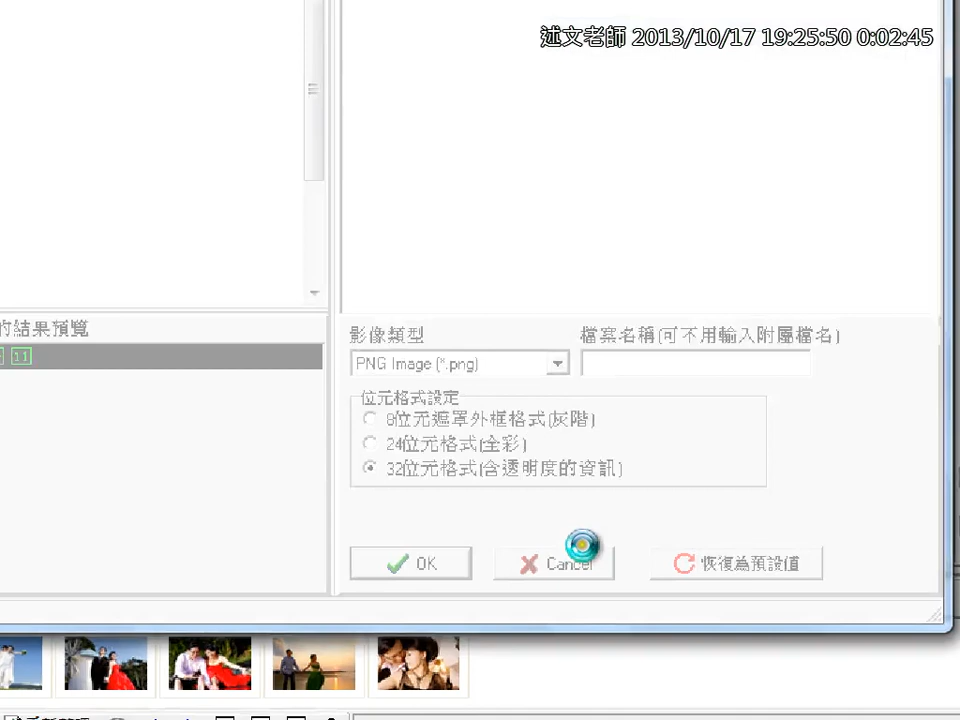 述文老師 2013/10/17 19:25:50 0:02:45
的結果預覽
11
影像類型
檔案名稱(可不用輸入附屬檔名)
PNG Image (*.png)
位元格式設定
8位元遮罩外框格式(灰階)
24位元格式(全彩)
32位元格式(含透明度的資訊)
OK
Cancel
恢復為預設值